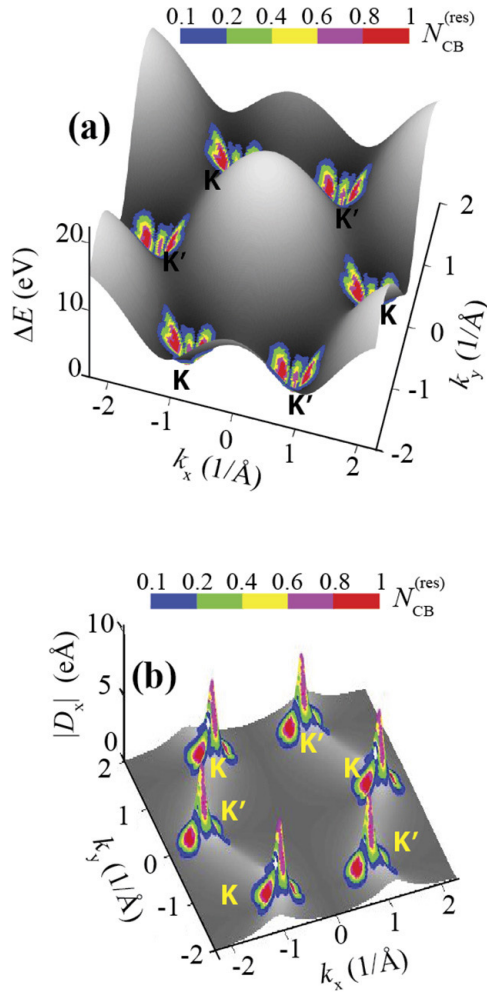 0.1 0.2 0.4 0.6 0.8 1 N_CB^(res)
(a)
K
K′
K′
K
K
K′
ΔE (eV)
20
10
0
-2 -1 0 1 2
k_x (1/Å)
2
1
0
-1
-2
k_y (1/Å)
0.1 0.2 0.4 0.6 0.8 1 N_CB^(res)
(b)
|D_x| (eÅ)
10
5
0
K
K′
K
K′
K′
K
2
1
0
-1
-2
k_y (1/Å)
-2 -1 0 1 2
k_x (1/Å)